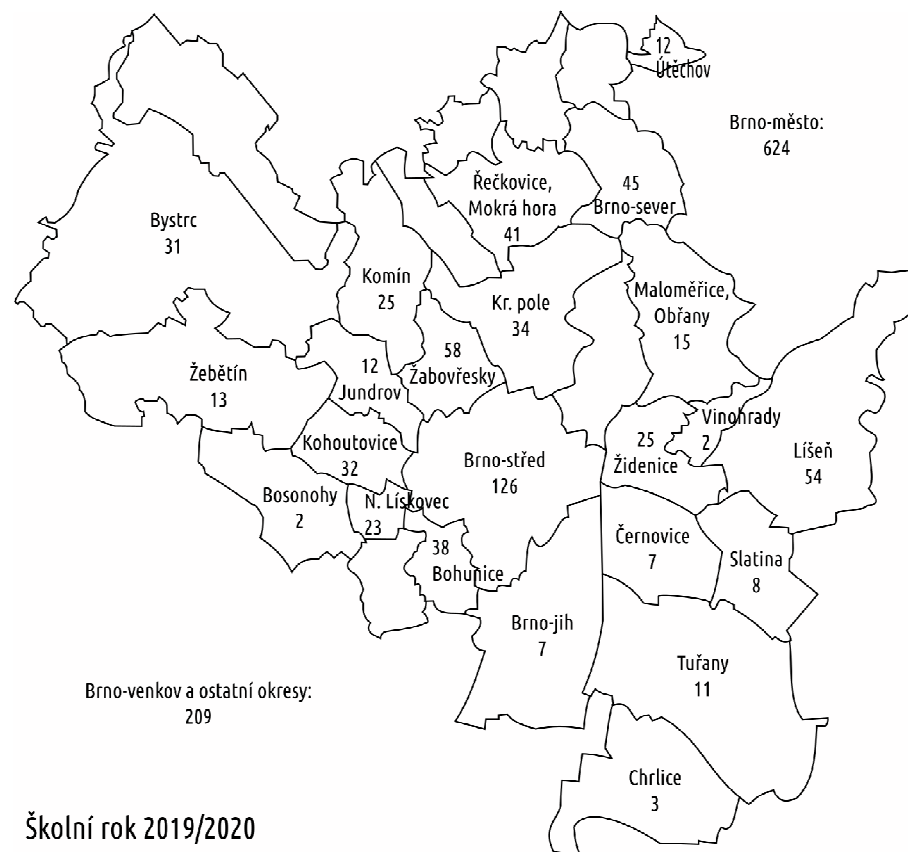 12
Útěchov
Brno-město:
624
Řečkovice,
Mokrá hora
41
45
Brno-sever
Bystrc
31
Komín
25
Kr. pole
34
Maloměřice,
Obřany
15
58
Žabovřesky
12
Jundrov
Žebětín
13
Vinohrady
2
Kohoutovice
32
Brno-střed
126
25
Židenice
Líšeň
54
Bosonohy
2
N. Lískovec
23
38
Bohunice
Černovice
7
Slatina
8
Brno-jih
7
Tuřany
11
Brno-venkov a ostatní okresy:
209
Chrlice
3
Školní rok 2019/2020